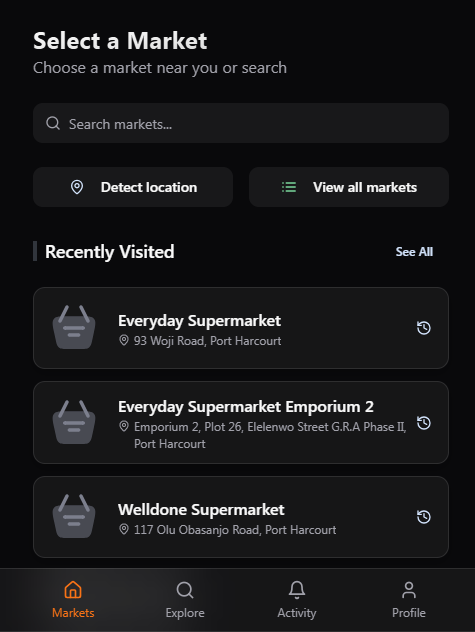 Select a Market
Choose a market near you or search
Search markets...
Detect location
View all markets
Recently Visited
See All
Everyday Supermarket
93 Woji Road, Port Harcourt
Everyday Supermarket Emporium 2
Emporium 2, Plot 26, Elelenwo Street G.R.A Phase II,
Port Harcourt
Welldone Supermarket
117 Olu Obasanjo Road, Port Harcourt
Markets
Explore
Activity
Profile